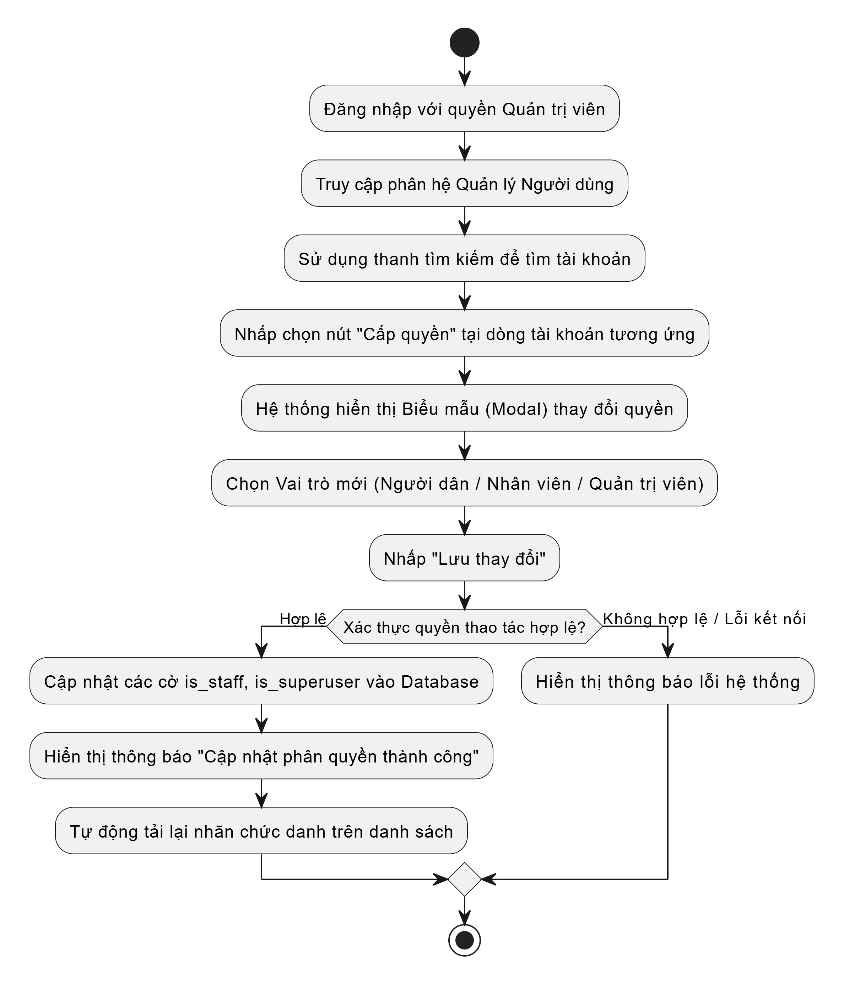 Đăng nhập với quyền Quản trị viên
Truy cập phân hệ Quản lý Người dùng
Sử dụng thanh tìm kiếm để tìm tài khoản
Nhấp chọn nút "Cấp quyền" tại dòng tài khoản tương ứng
Hệ thống hiển thị Biểu mẫu (Modal) thay đổi quyền
Chọn Vai trò mới (Người dân / Nhân viên / Quản trị viên)
Nhấp "Lưu thay đổi"
Hợp lệ
Xác thực quyền thao tác hợp lệ?
Không hợp lệ / Lỗi kết nối
Cập nhật các cờ is_staff, is_superuser vào Database
Hiển thị thông báo lỗi hệ thống
Hiển thị thông báo "Cập nhật phân quyền thành công"
Tự động tải lại nhãn chức danh trên danh sách